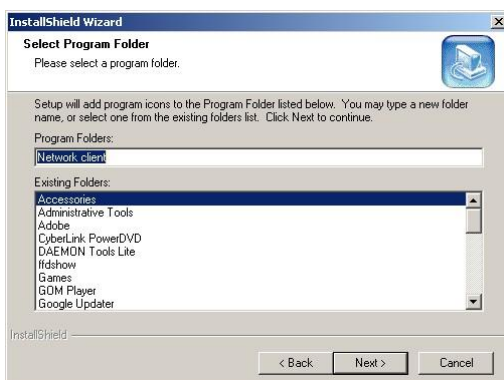 InstallShield Wizard
Select Program Folder
Please select a program folder.
Setup will add program icons to the Program Folder listed below. You may type a new folder
name, or select one from the existing folders list. Click Next to continue.
Program Folders:
Network client
Existing Folders:
Accessories
Administrative Tools
Adobe
CyberLink PowerDVD
DAEMON Tools Lite
ffdshow
Games
GOM Player
Google Updater
InstallShield
< Back
Next >
Cancel